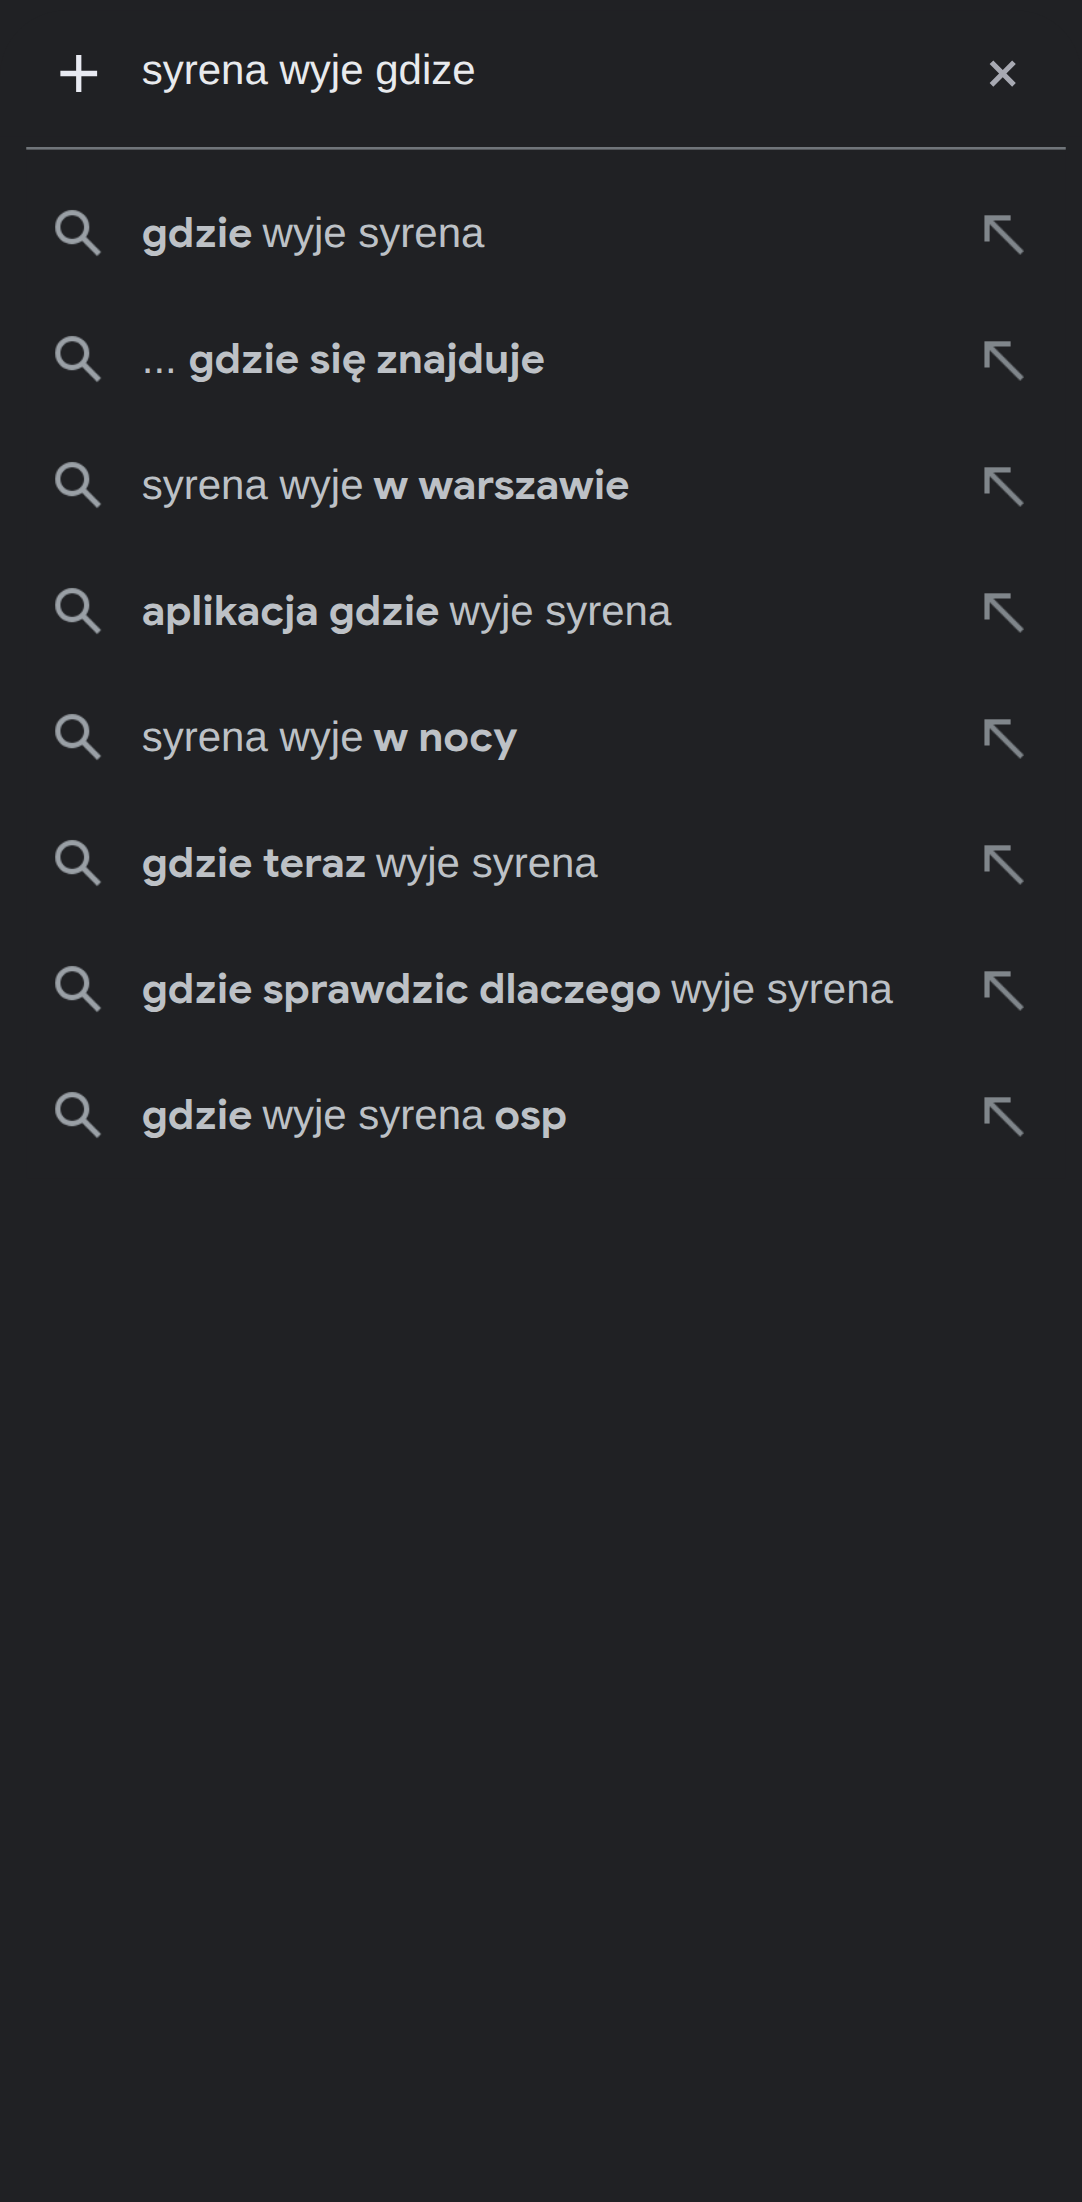 syrena wyje gdize
gdzie wyje syrena
... gdzie się znajduje
syrena wyje w warszawie
aplikacja gdzie wyje syrena
syrena wyje w nocy
gdzie teraz wyje syrena
gdzie sprawdzic dlaczego wyje syrena
gdzie wyje syrena osp